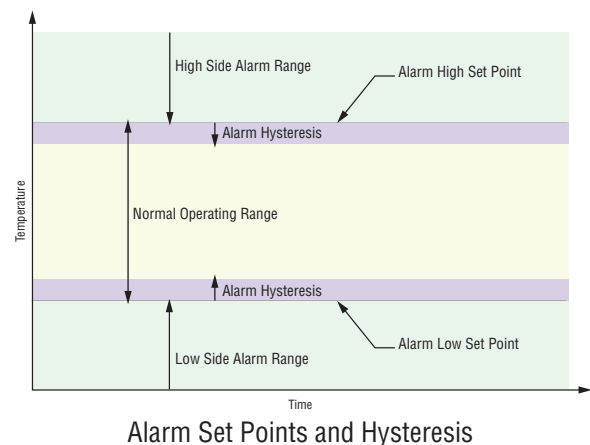 High Side Alarm Range
Alarm High Set Point
Alarm Hysteresis
Temperature
Normal Operating Range
Alarm Hysteresis
Alarm Low Set Point
Low Side Alarm Range
Time
Alarm Set Points and Hysteresis